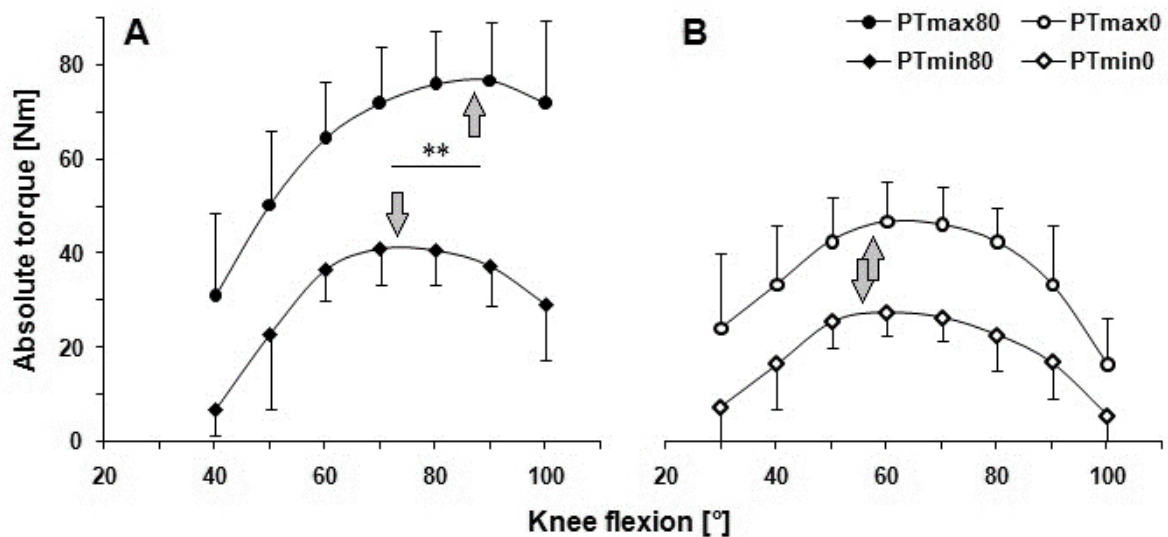 A
B
PTmax80 PTmax0
PTmin80 PTmin0
Absolute torque [Nm]
80
60
40
20
0
**
20 40 60 80 100
20 40 60 80 100
Knee flexion [°]